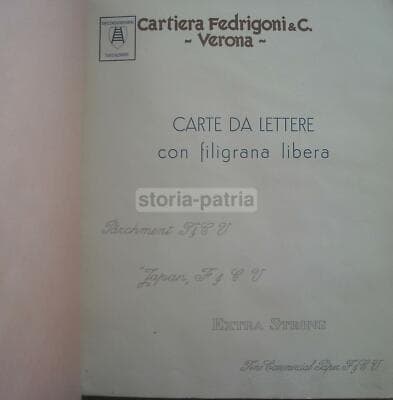 Cartiera Fedrigoni & C.
~ Verona ~
CARTE DA LETTERE
con filigrana libera
storia-patria
Parchment F & C V
Japan, F & C V
EXTRA STRONG
Fine Commercial Paper F & C V